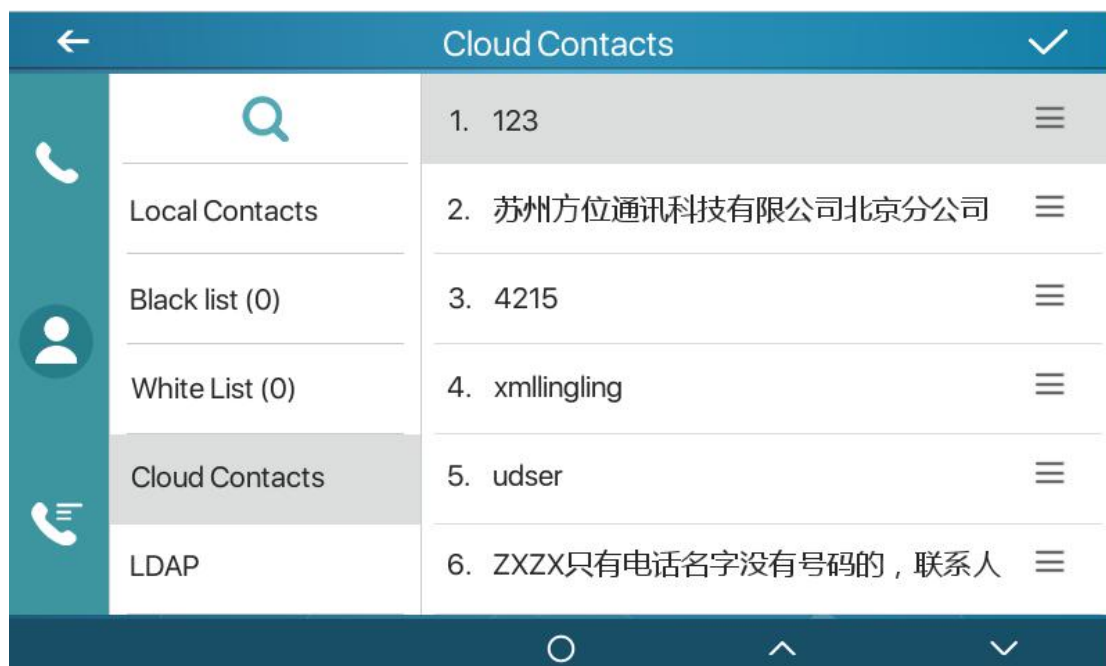 Cloud Contacts
Local Contacts
Black list (0)
White List (0)
Cloud Contacts
LDAP
1. 123
2. 苏州方位通讯科技有限公司北京分公司
3. 4215
4. xmllingling
5. udser
6. ZXZX只有电话名字没有号码的，联系人